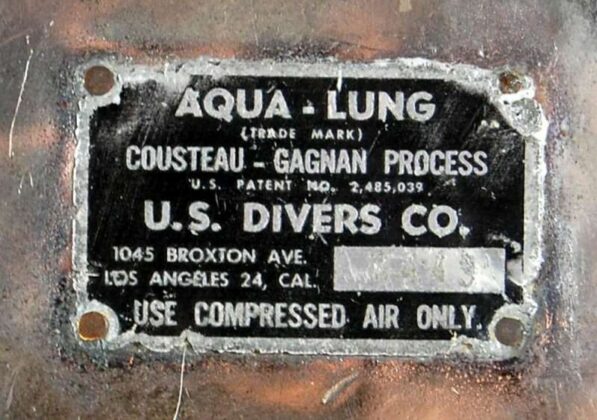 AQUA - LUNG
(TRADE MARK)
COUSTEAU - GAGNAN PROCESS
U.S. PATENT NO. 2,485,039
U.S. DIVERS CO.
1045 BROXTON AVE.
LOS ANGELES 24, CAL.
USE COMPRESSED AIR ONLY.